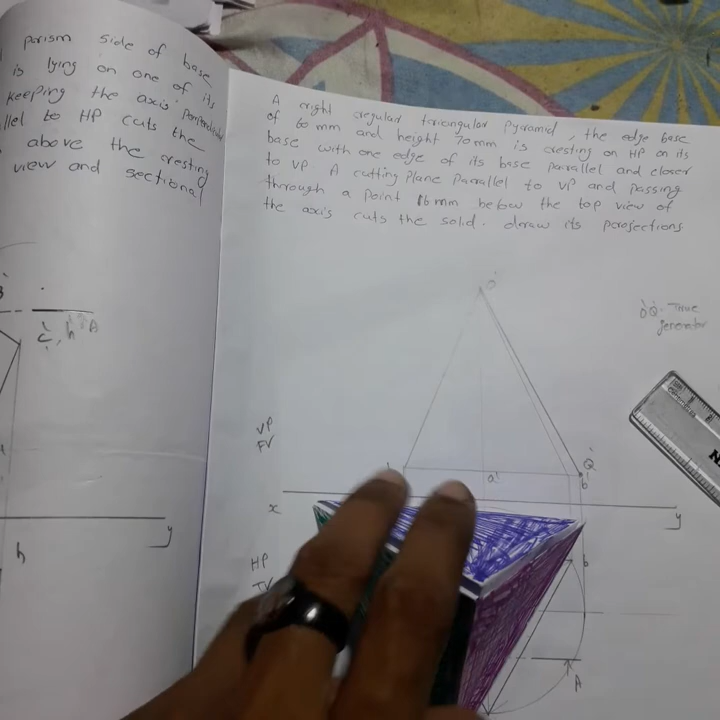 prism side of base
is lying on one of its
keeping the axis perpendicular
to HP cuts the
above the cresting
view and sectional
A right regular triangular Pyramid, the edge base
of 60 mm and height 70 mm is cresting on HP on its
base with one edge of its base parallel and closer
to VP. A cutting Plane Parallel to VP and passing
through a point 16 mm below the top view of
the axis cuts the solid. draw its projections
o'
o'Q'- True
generator
VP
FV
Q'
a'
b'
x
y
y
HP
TV
b
h
A